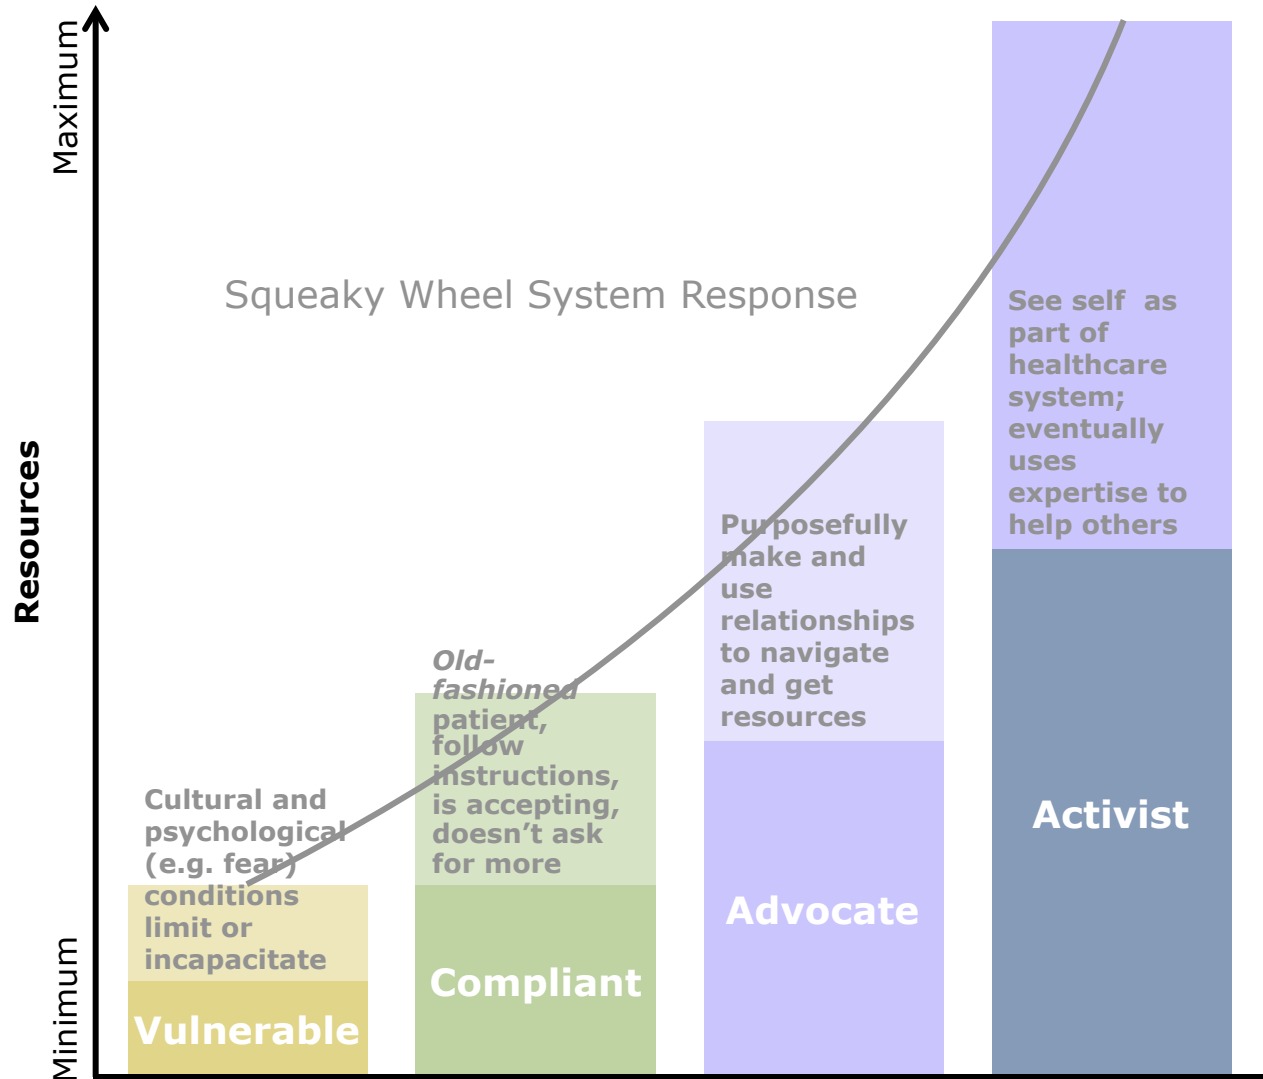 Maximum
Squeaky Wheel System Response
See self  as
part of
healthcare
system;
eventually
uses
expertise to
help others
Resources
Purposefully
make and
use
relationships
to navigate
and get
resources
Old-
fashioned
patient,
follow
instructions,
is accepting,
doesn’t ask
for more
Cultural and
psychological
(e.g. fear)
conditions
limit or
incapacitate
Activist
Advocate
Compliant
Vulnerable
Minimum